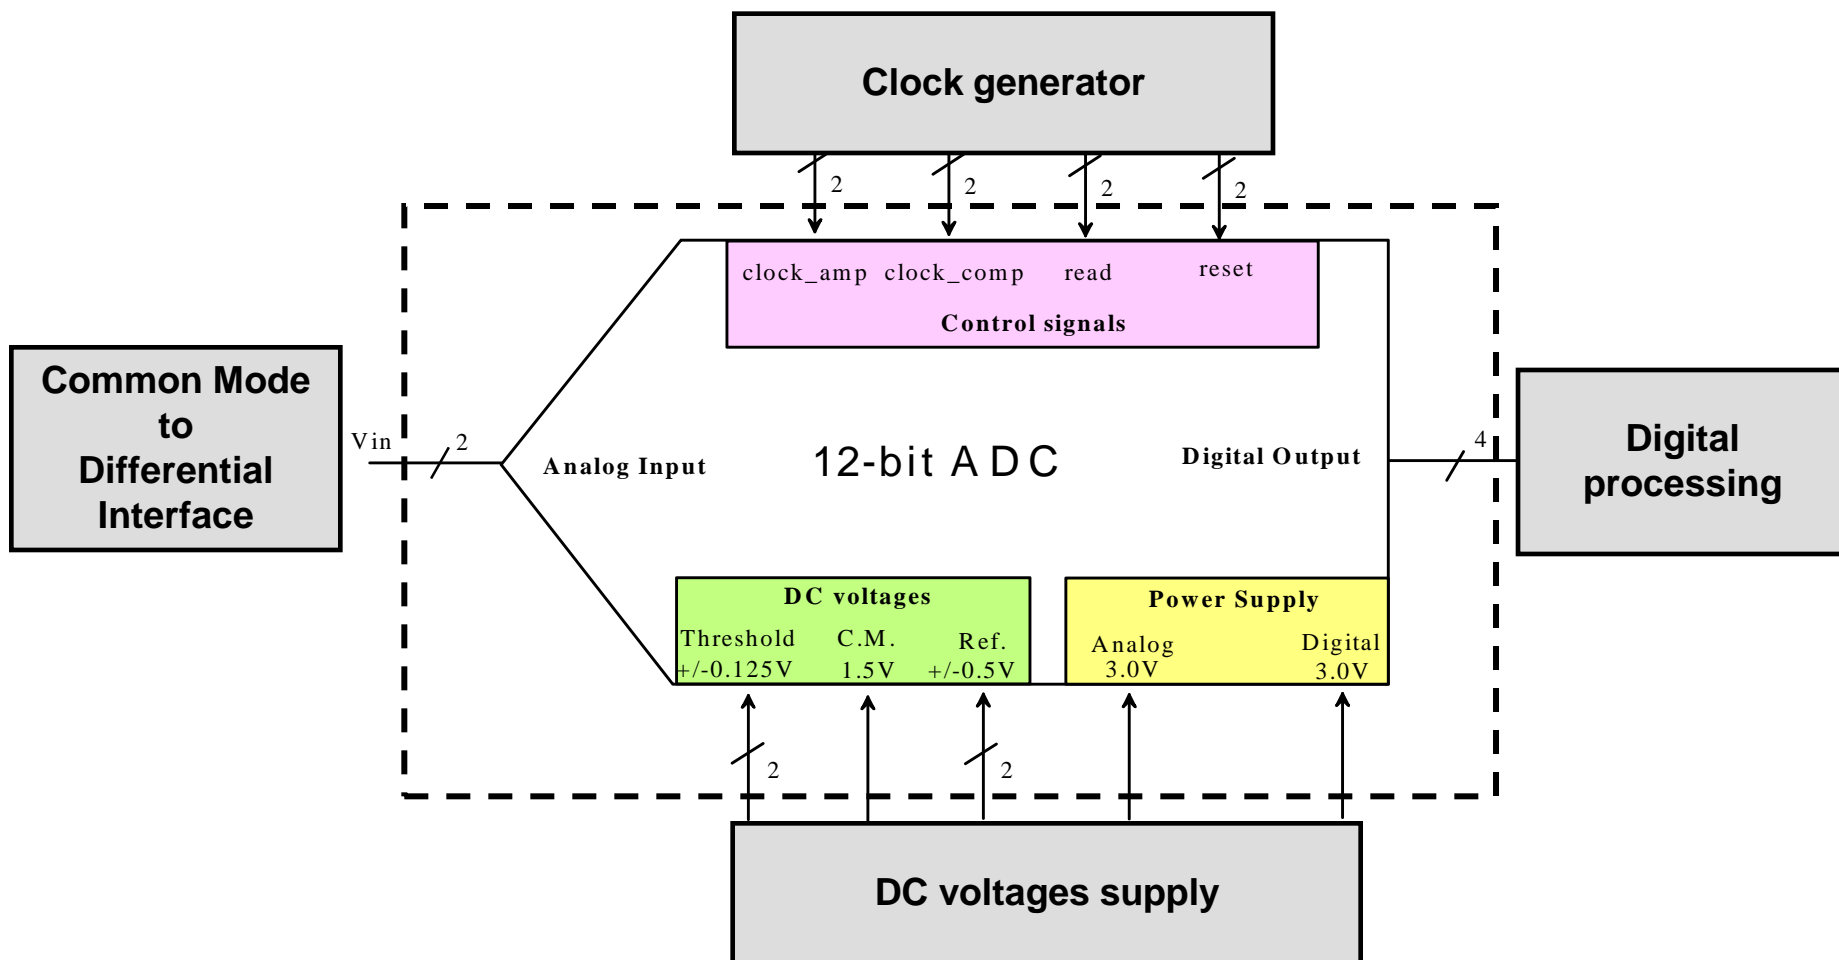 Clock generator
2
2
2
2
clock_amp
clock_comp
read
reset
Control signals
Common Mode
to
Differential
Interface
Vin
2
Analog Input
12-bit ADC
Digital Output
4
Digital
processing
DC voltages
Threshold
+/-0.125V
C.M.
1.5V
Ref.
+/-0.5V
Power Supply
Analog
3.0V
Digital
3.0V
2
2
DC voltages supply